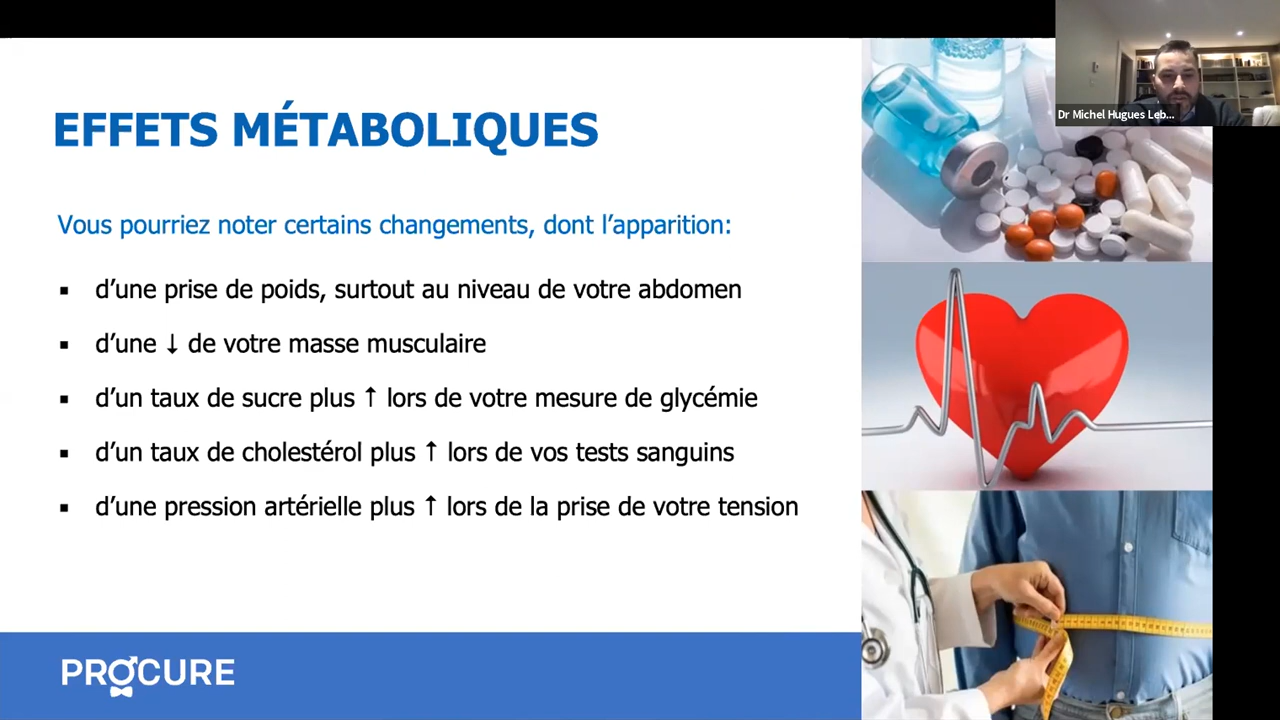 EFFETS MÉTABOLIQUES
Vous pourriez noter certains changements, dont l’apparition:
▪ d’une prise de poids, surtout au niveau de votre abdomen
▪ d’une ↓ de votre masse musculaire
▪ d’un taux de sucre plus ↑ lors de votre mesure de glycémie
▪ d’un taux de cholestérol plus ↑ lors de vos tests sanguins
▪ d’une pression artérielle plus ↑ lors de la prise de votre tension
PROCURE
Dr Michel Hugues Leb...